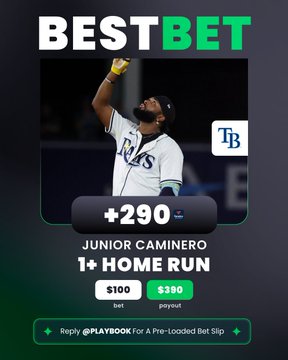 BESTBET
TB
RAYS
+290
JUNIOR CAMINERO
1+ HOME RUN
$100
$390
bet
payout
Reply @PLAYBOOK For A Pre-Loaded Bet Slip